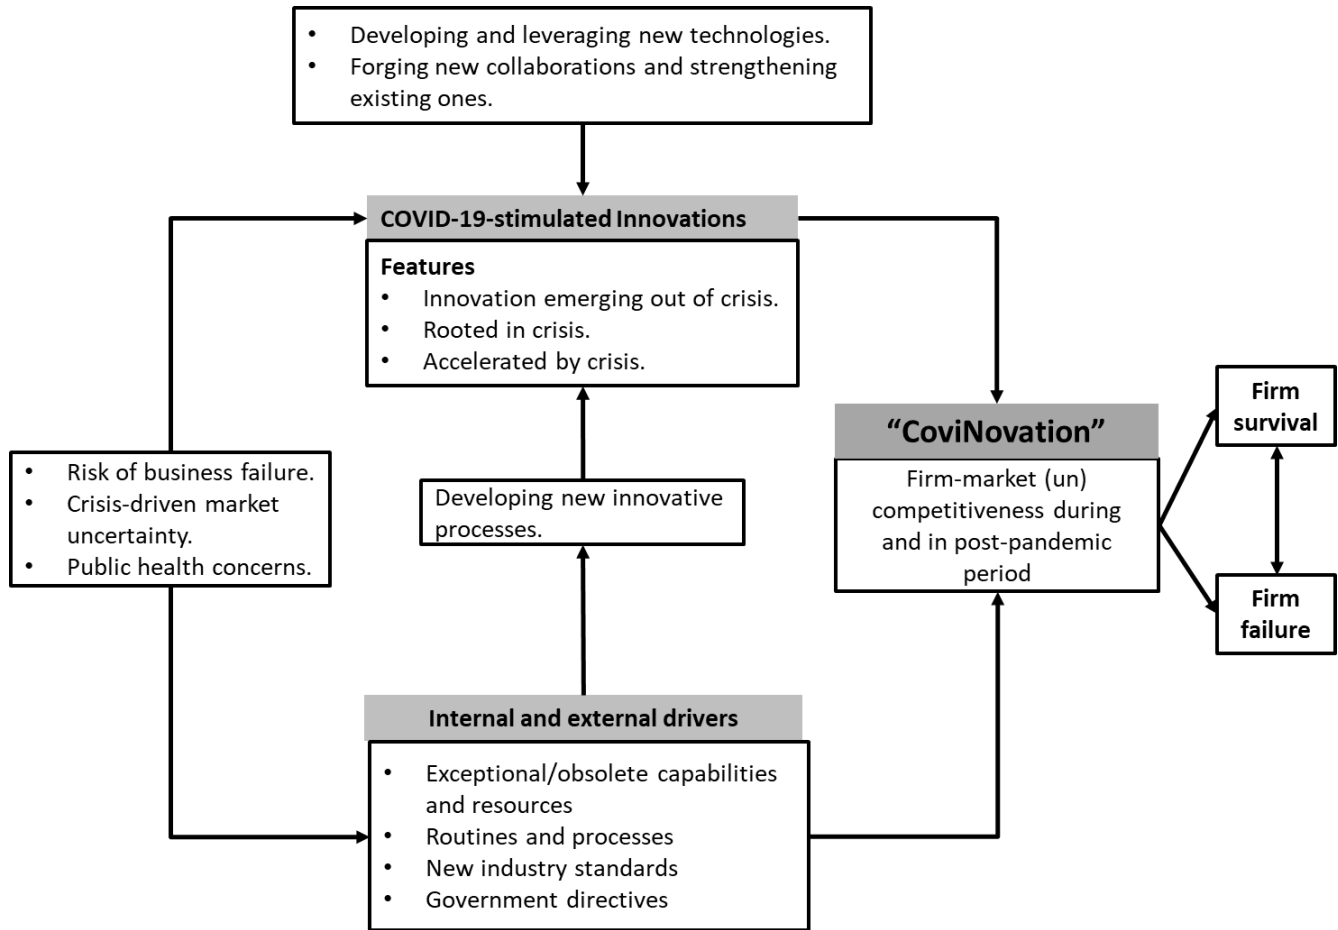 • Developing and leveraging new technologies.
• Forging new collaborations and strengthening
existing ones.
COVID-19-stimulated Innovations
Features
• Innovation emerging out of crisis.
• Rooted in crisis.
• Accelerated by crisis.
• Risk of business failure.
• Crisis-driven market
uncertainty.
• Public health concerns.
Developing new innovative
processes.
“CoviNovation”
Firm-market (un)
competitiveness during
and in post-pandemic
period
Firm
survival
Firm
failure
Internal and external drivers
• Exceptional/obsolete capabilities
and resources
• Routines and processes
• New industry standards
• Government directives